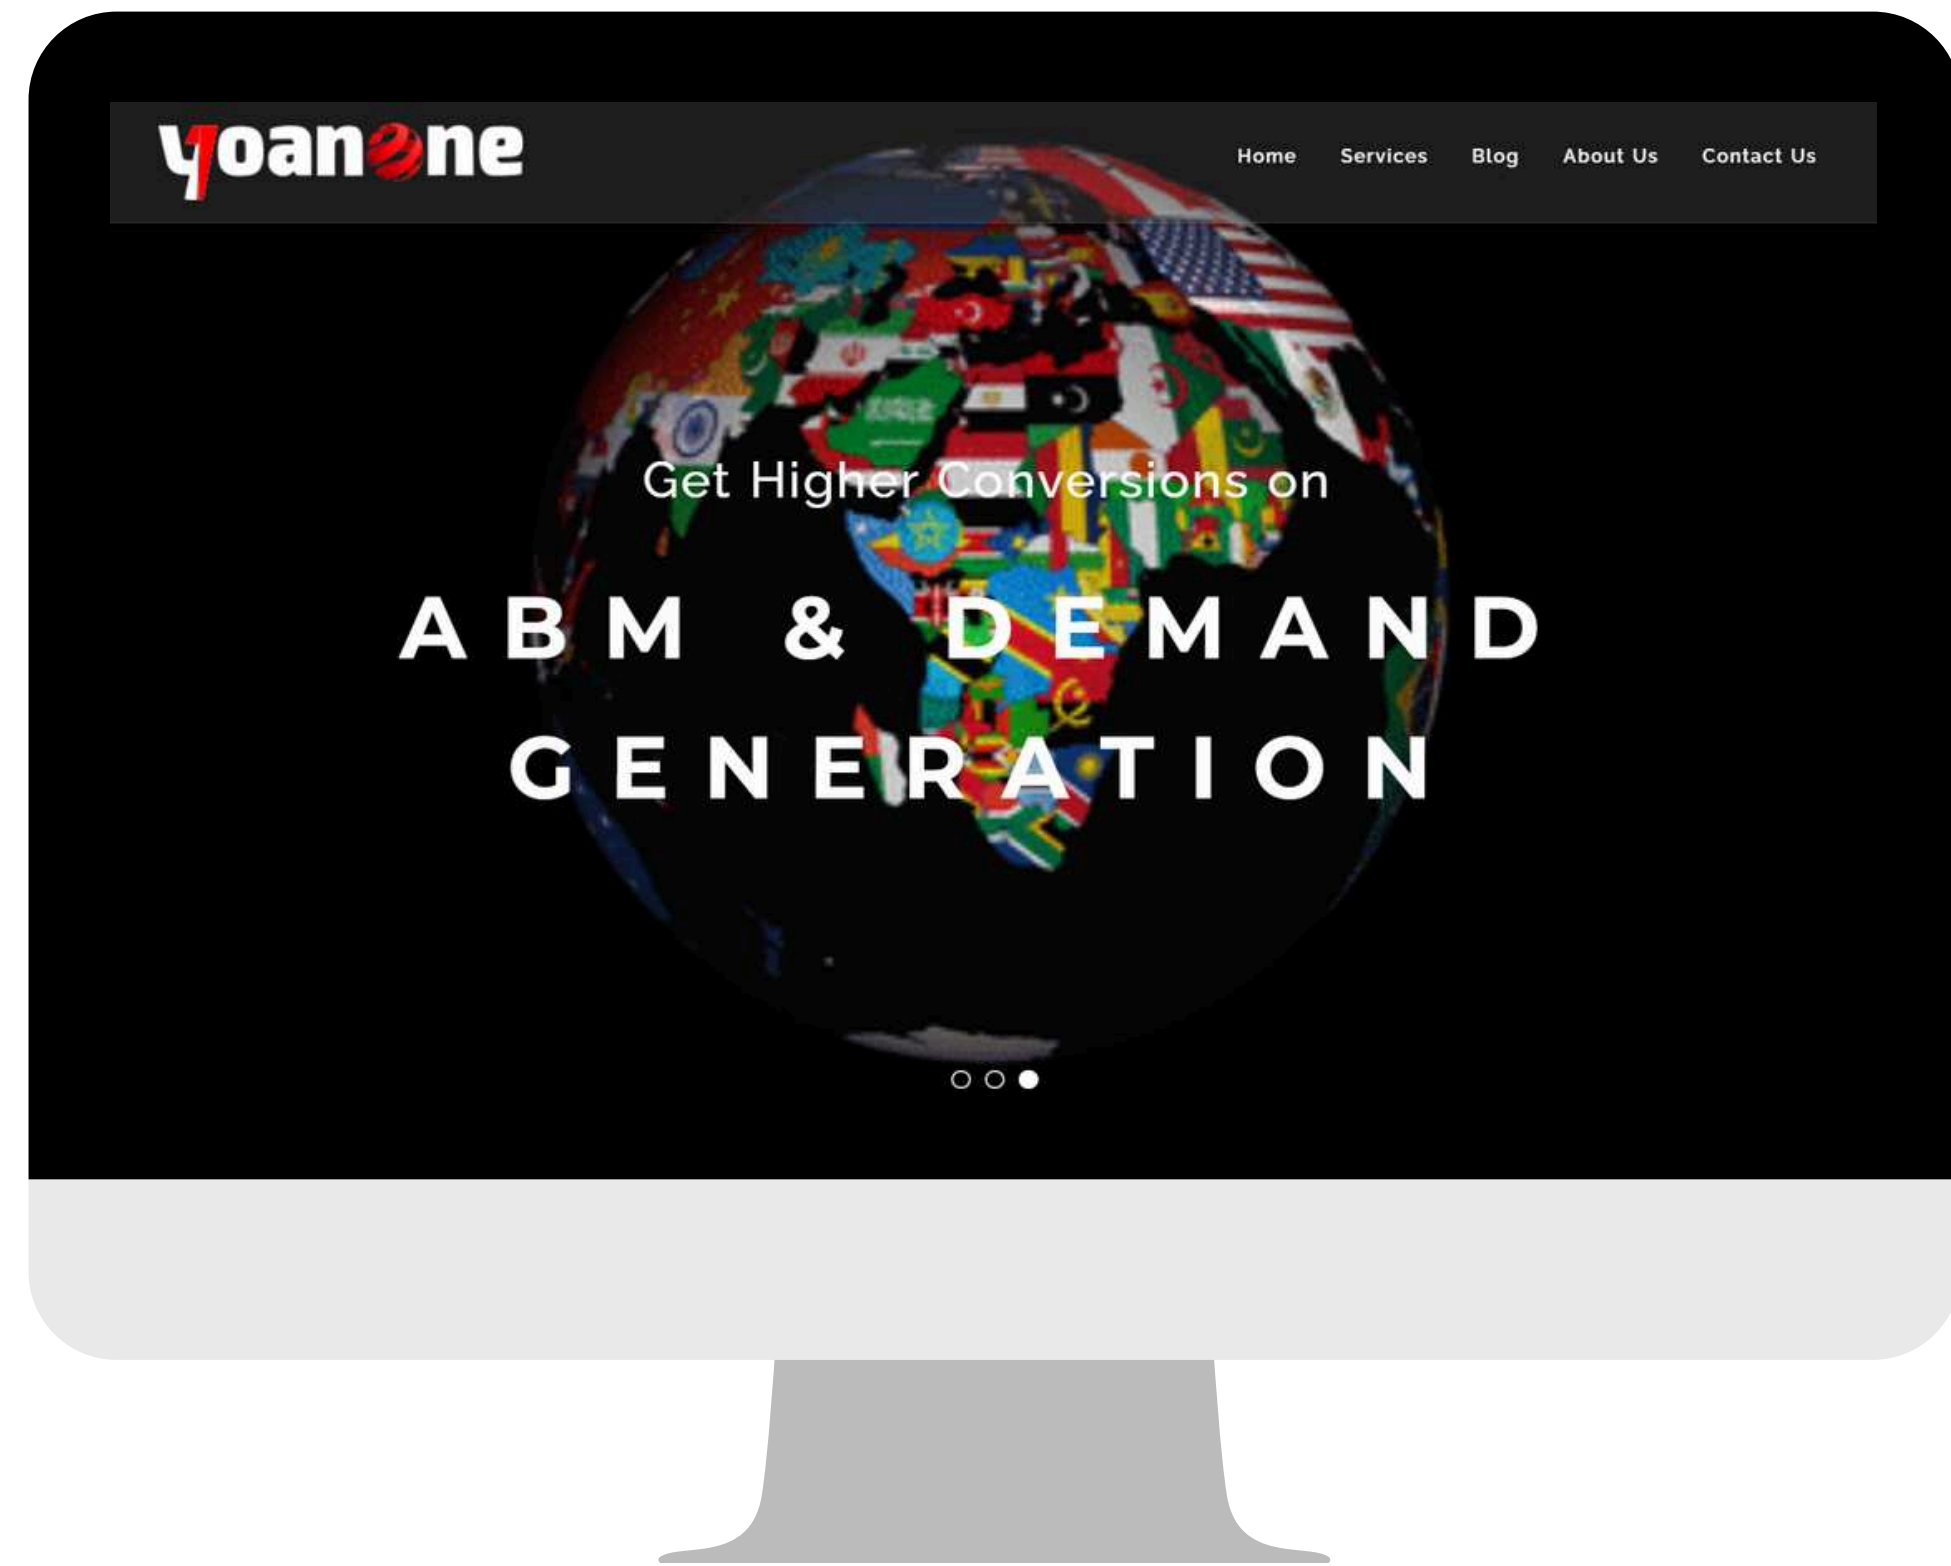 yoanone
Home Services Blog About Us Contact Us
Get Higher Conversions on
ABM & DEMAND
GENERATION